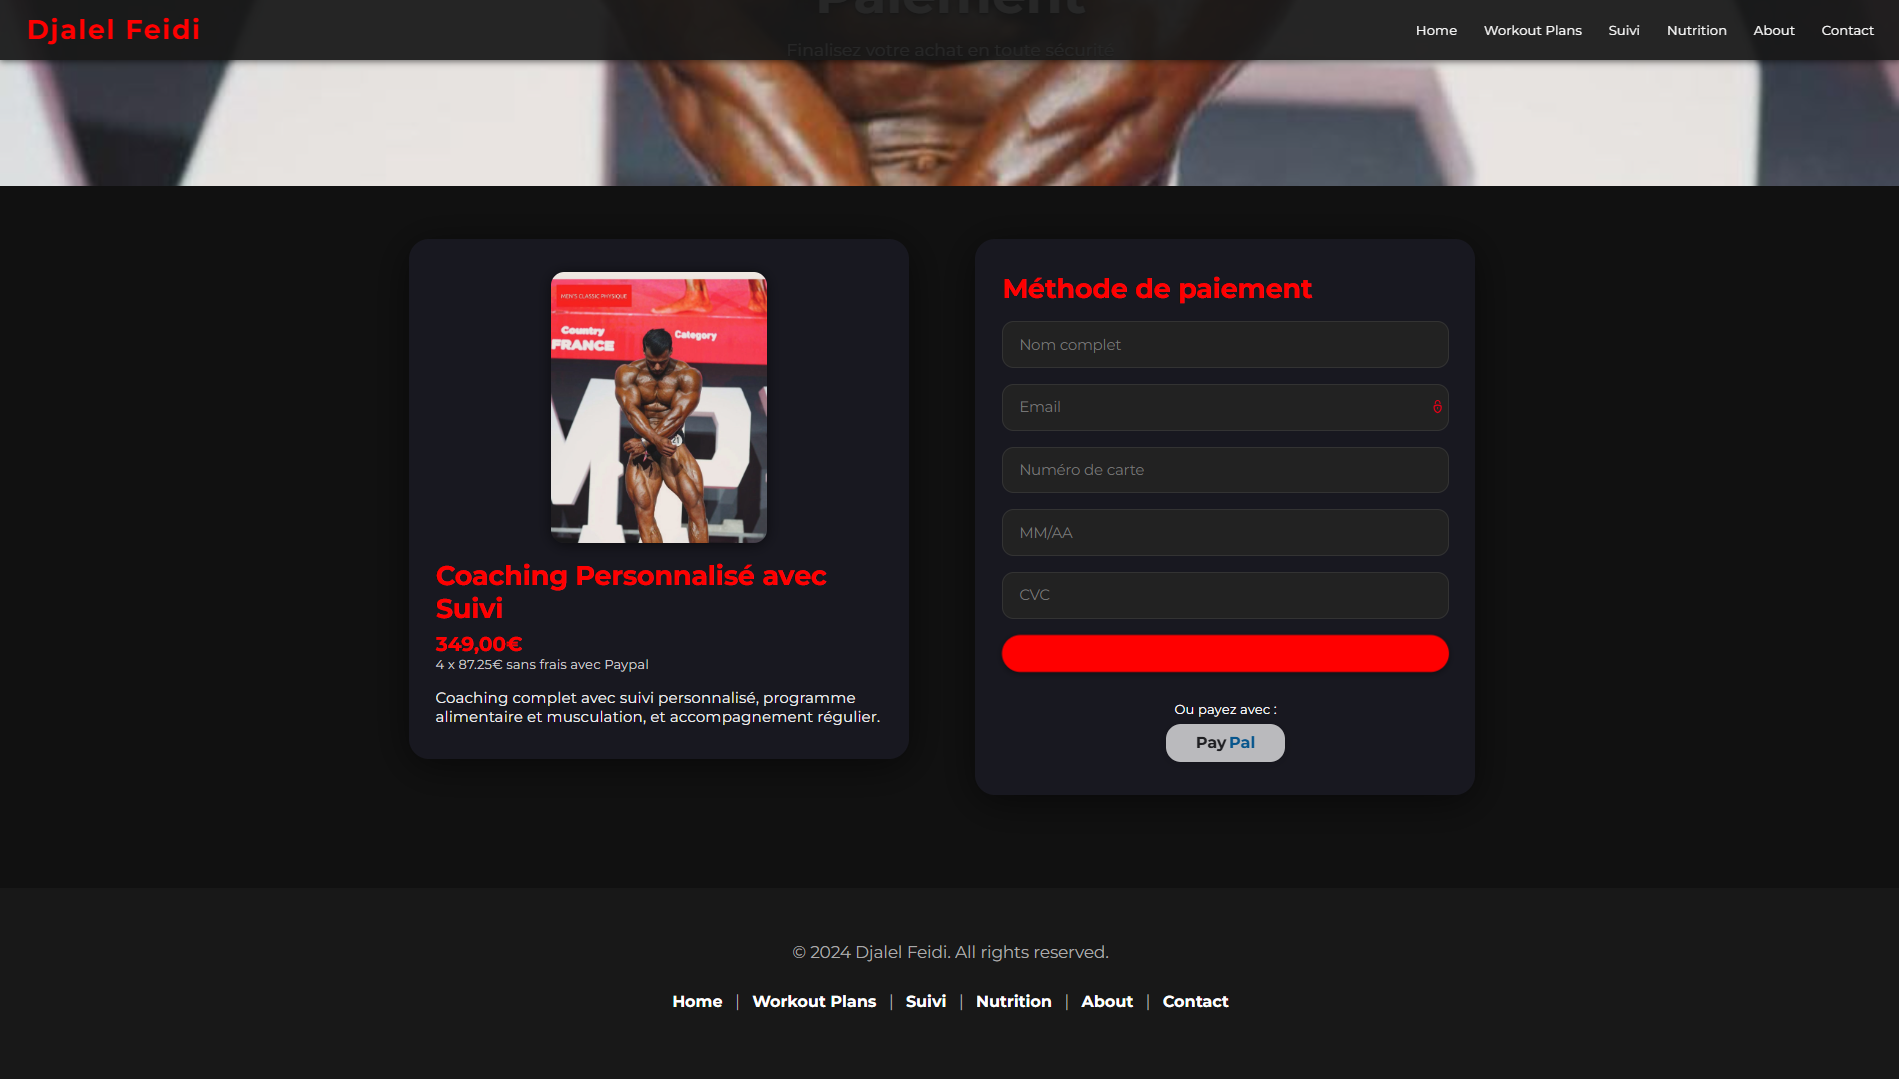 Paiement
Djalel Feidi
Home Workout Plans Suivi Nutrition About Contact
Finalisez votre achat en toute sécurité
MEN'S CLASSIC PHYSIQUE
Country
FRANCE
Category
Coaching Personnalisé avec
Suivi
349,00€
4 x 87.25€ sans frais avec Paypal
Coaching complet avec suivi personnalisé, programme
alimentaire et musculation, et accompagnement régulier.
Méthode de paiement
Nom complet
Email
Numéro de carte
MM/AA
CVC
Ou payez avec :
PayPal
© 2024 Djalel Feidi. All rights reserved.
Home | Workout Plans | Suivi | Nutrition | About | Contact